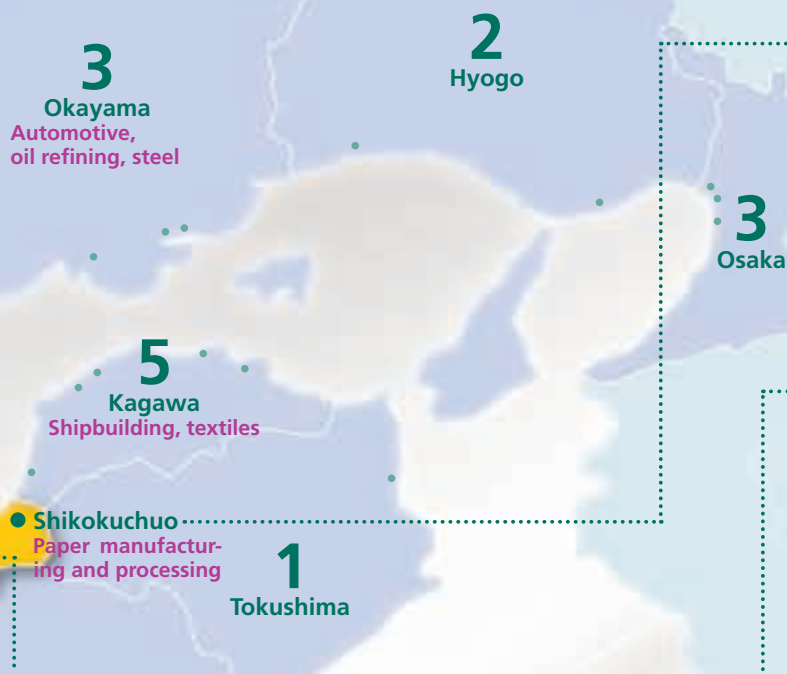 3
Okayama
Automotive,
oil refining, steel
2
Hyogo
3
Osaka
5
Kagawa
Shipbuilding, textiles
Shikokuchuo
Paper manufactur-
ing and processing
1
Tokushima